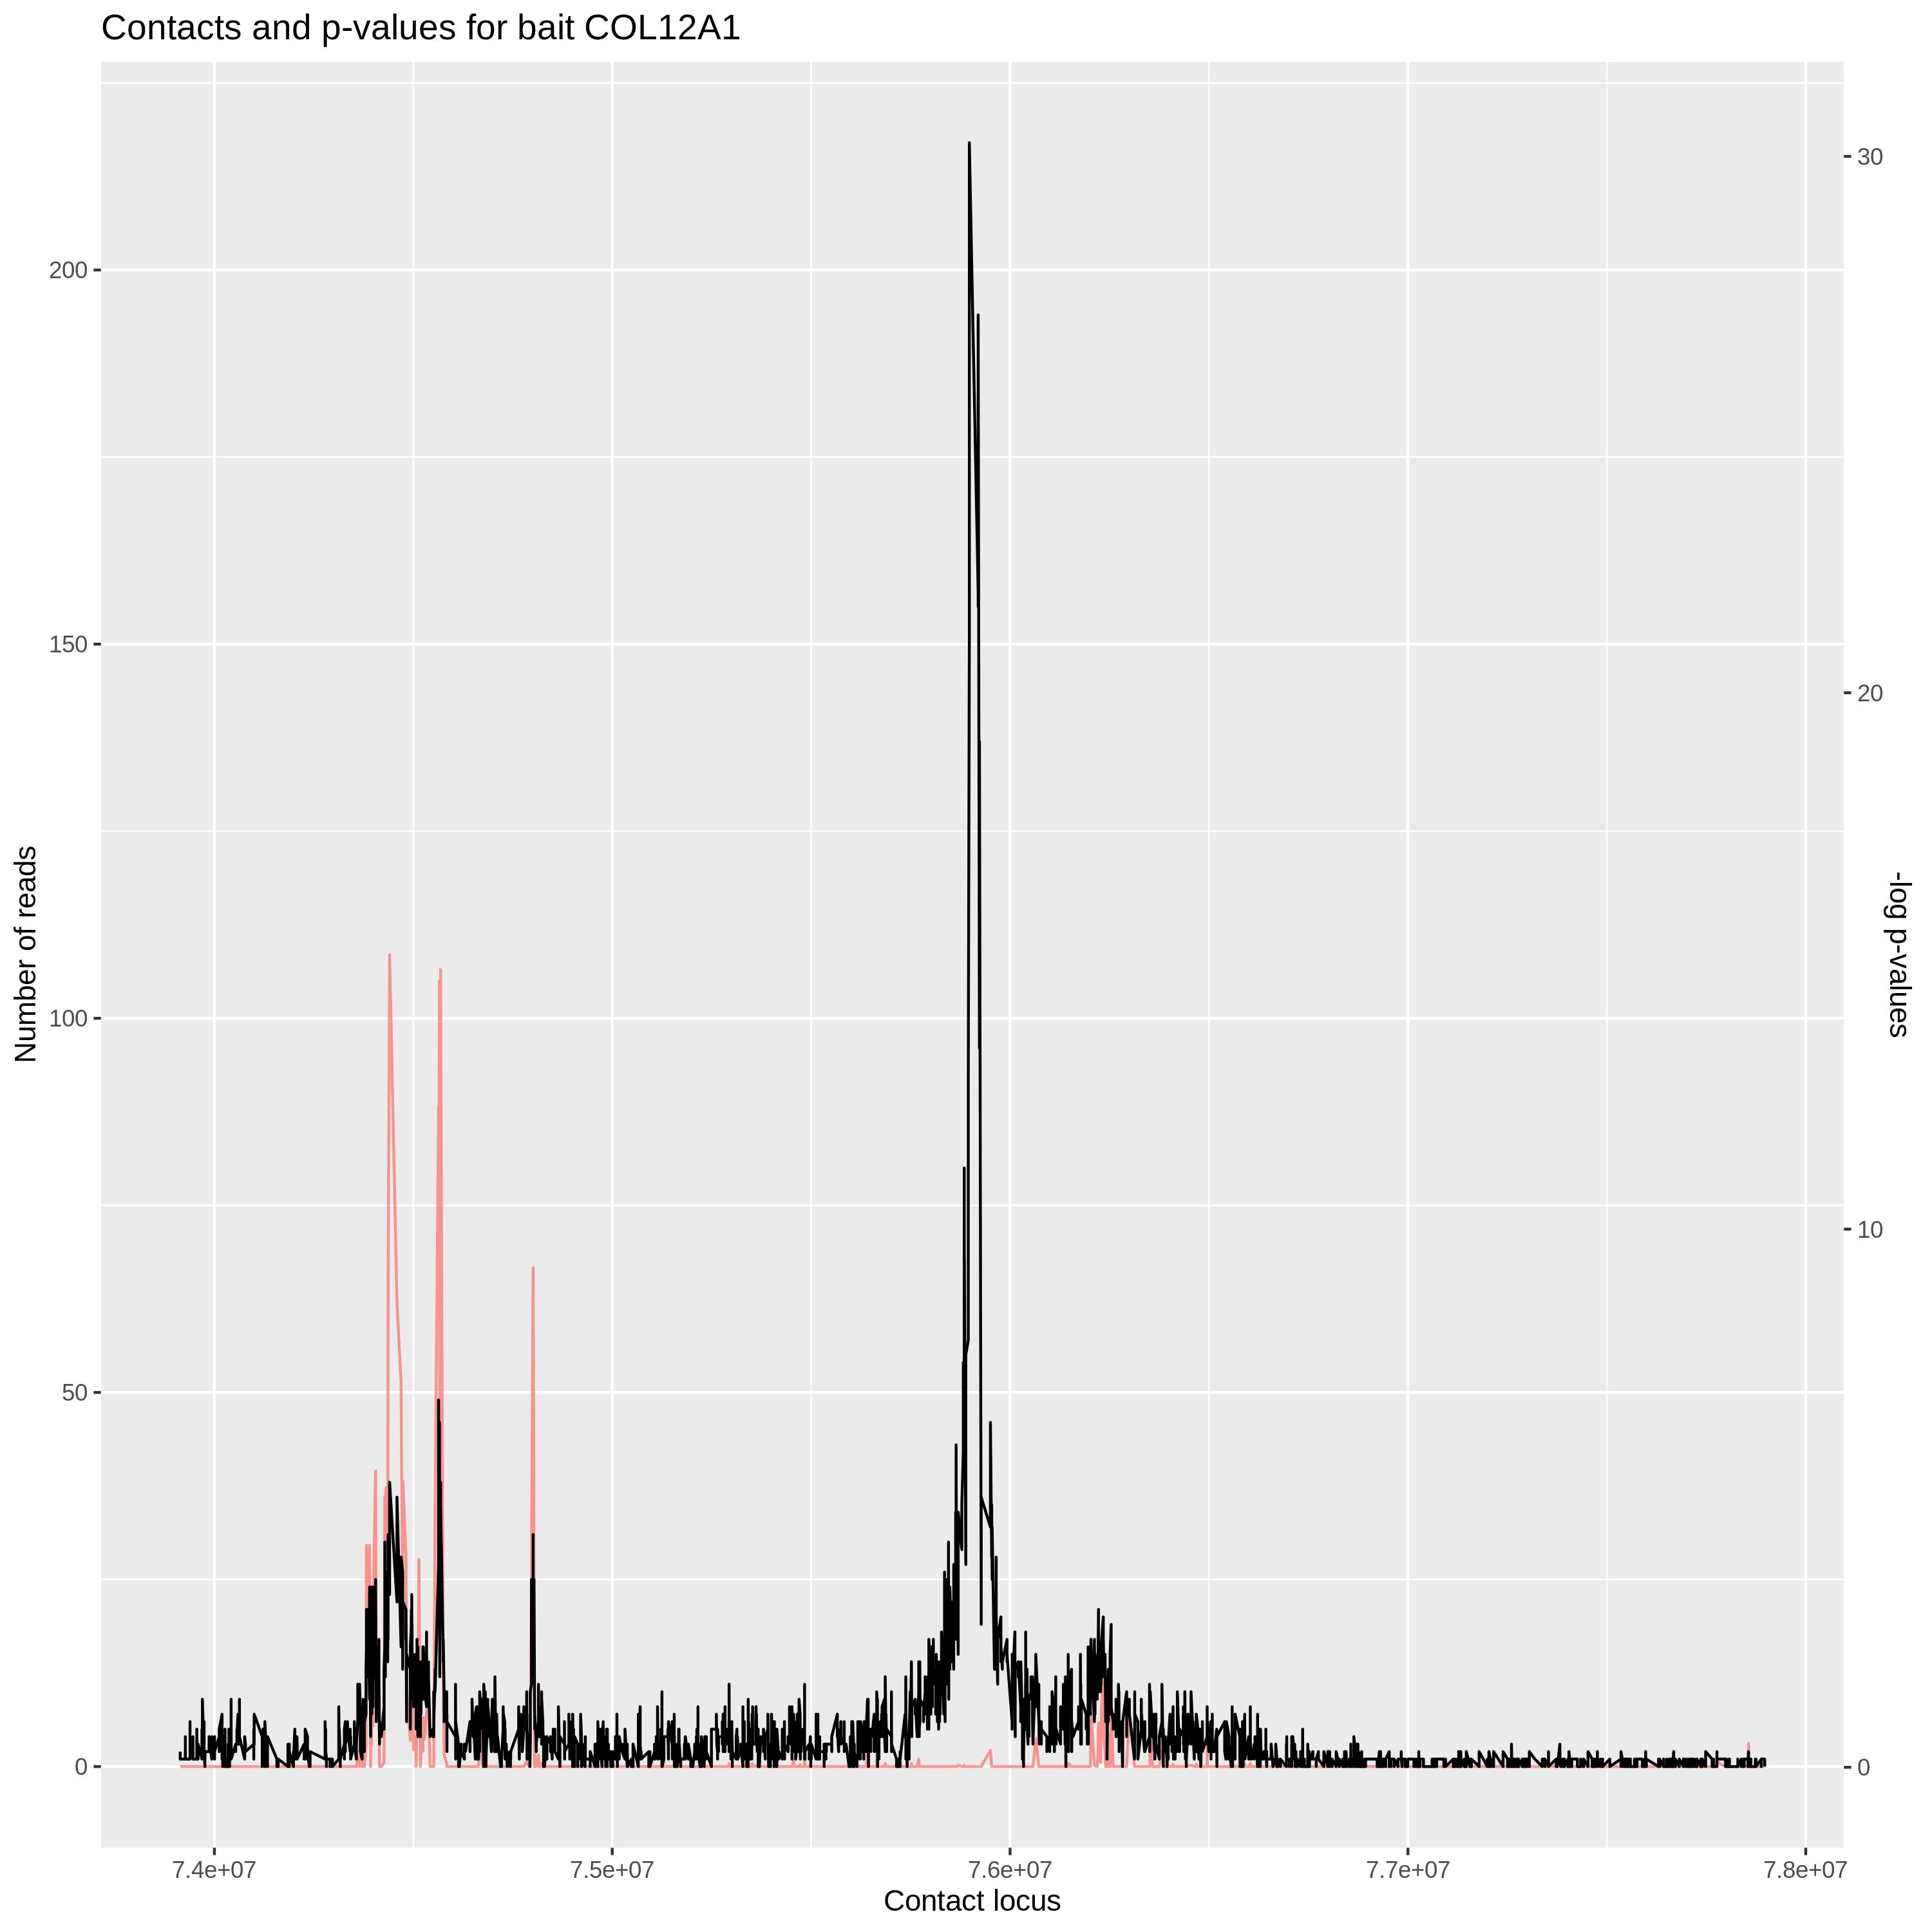 Contacts and p-values for bait COL12A1
Number of reads
200
150
100
50
0
30
20
10
0
-log p-values
7.4e+07 7.5e+07 7.6e+07 7.7e+07 7.8e+07
Contact locus